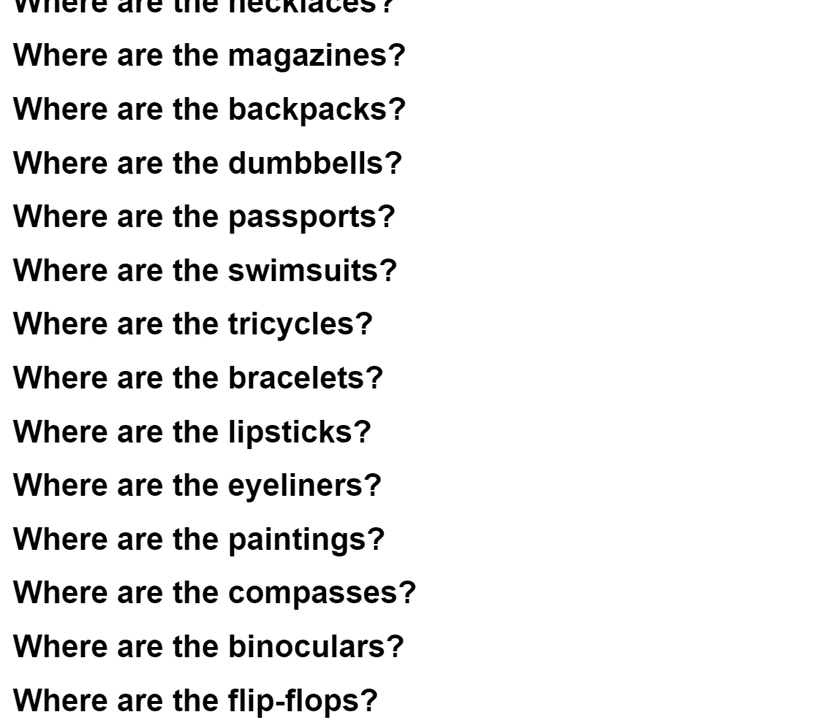 Where are the necklaces?
Where are the magazines?
Where are the backpacks?
Where are the dumbbells?
Where are the passports?
Where are the swimsuits?
Where are the tricycles?
Where are the bracelets?
Where are the lipsticks?
Where are the eyeliners?
Where are the paintings?
Where are the compasses?
Where are the binoculars?
Where are the flip-flops?